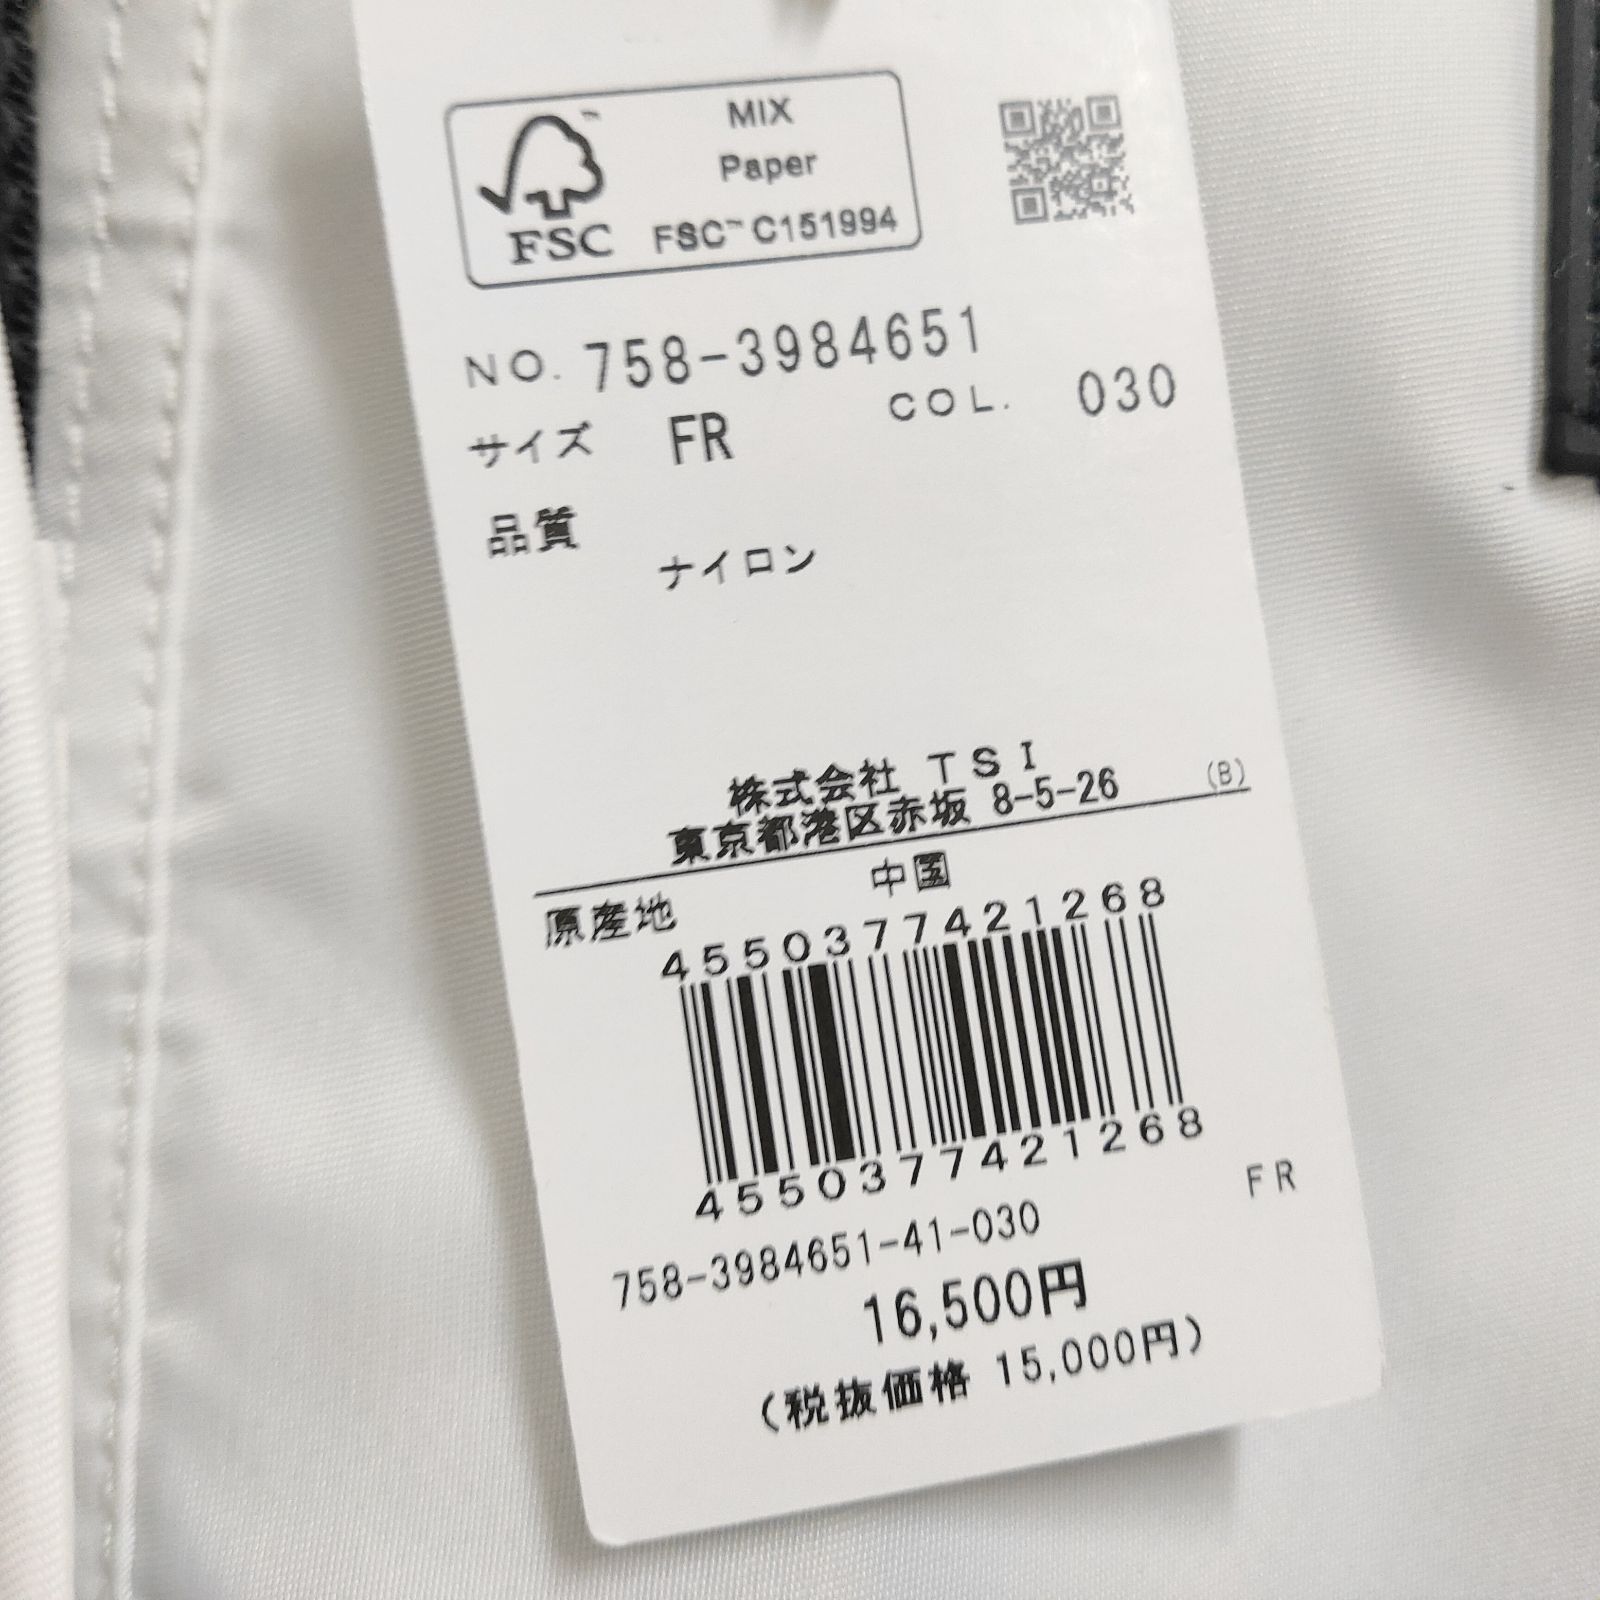 MIX
Paper
FSC™ C151994
FSC
NO. 758-3984651
サイズ FR COL. 030
品質
ナイロン
株式会社 TSI
東京都港区赤坂 8-5-26 (B)
原産地 中国
4550377421268
4550377421268
758-3984651-41-030 FR
16,500円
(税抜価格 15,000円)